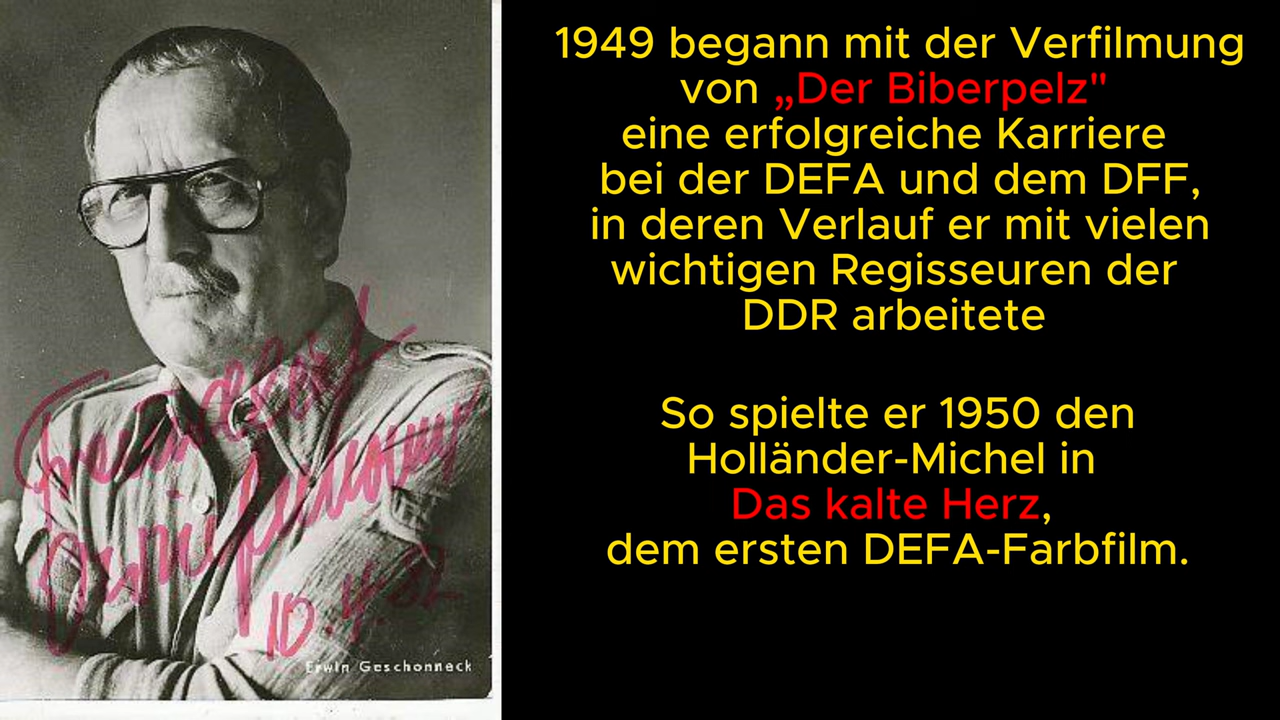 1949 begann mit der Verfilmung
von „Der Biberpelz"
eine erfolgreiche Karriere
bei der DEFA und dem DFF,
in deren Verlauf er mit vielen
wichtigen Regisseuren der
DDR arbeitete
So spielte er 1950 den
Holländer-Michel in
Das kalte Herz,
dem ersten DEFA-Farbfilm.
Erwin Geschonneck